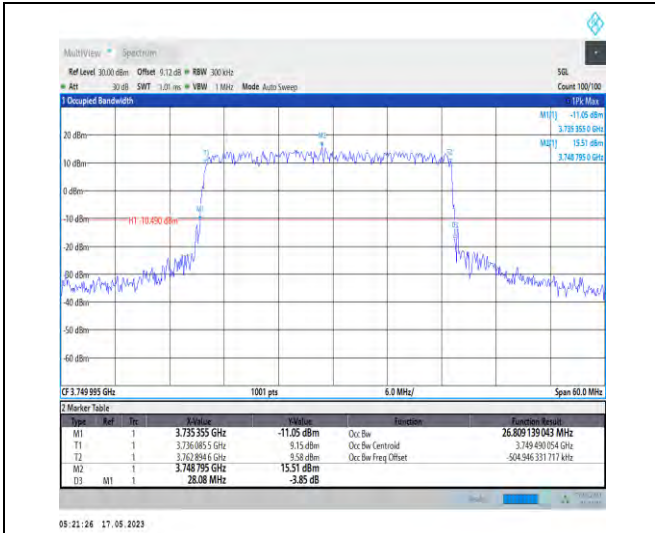 MultiView Spectrum
Ref Level 30.00 dBm Offset 9.12 dB RBW 300 kHz SGL
Att 30 dB SWT 1.01 ms VBW 1 MHz Mode Auto Sweep Count 100/100
1 Occupied Bandwidth 1Pk Max
M1[1] -11.05 dBm
3.735 355 0 GHz
M2[1] 15.51 dBm
3.748 795 0 GHz
20 dBm
10 dBm
0 dBm
-10 dBm
H1 -10.490 dBm
-20 dBm
-30 dBm
-40 dBm
-50 dBm
-60 dBm
M2
T1
T2
M1
D3
CF 3.749 995 GHz 1001 pts 6.0 MHz/ Span 60.0 MHz
2 Marker Table
Type Ref Trc X-Value Y-Value Function Function Result
M1 1 3.735 355 GHz -11.05 dBm Occ Bw 26.809 139 043 MHz
T1 1 3.736 085 5 GHz 9.15 dBm Occ Bw Centroid 3.749 490 054 GHz
T2 1 3.762 894 6 GHz 9.58 dBm Occ Bw Freq Offset -504.946 331 717 kHz
M2 1 3.748 795 GHz 15.51 dBm
D3 M1 1 28.08 MHz -3.85 dB
05:21:26 17.05.2023